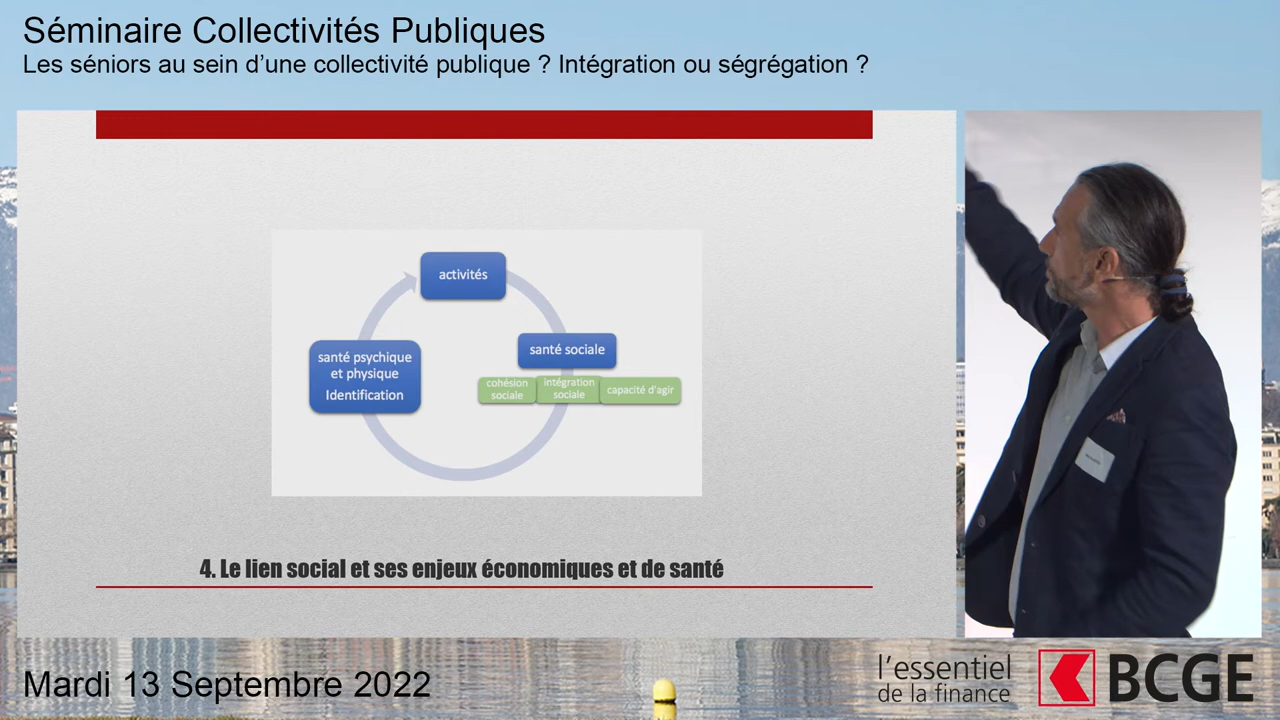 Séminaire Collectivités Publiques
Les séniors au sein d’une collectivité publique ? Intégration ou ségrégation ?
activités
santé psychique
et physique
Identification
santé sociale
cohésion
sociale
intégration
sociale
capacité d'agir
4. Le lien social et ses enjeux économiques et de santé
Mardi 13 Septembre 2022
l’essentiel
de la finance
BCGE